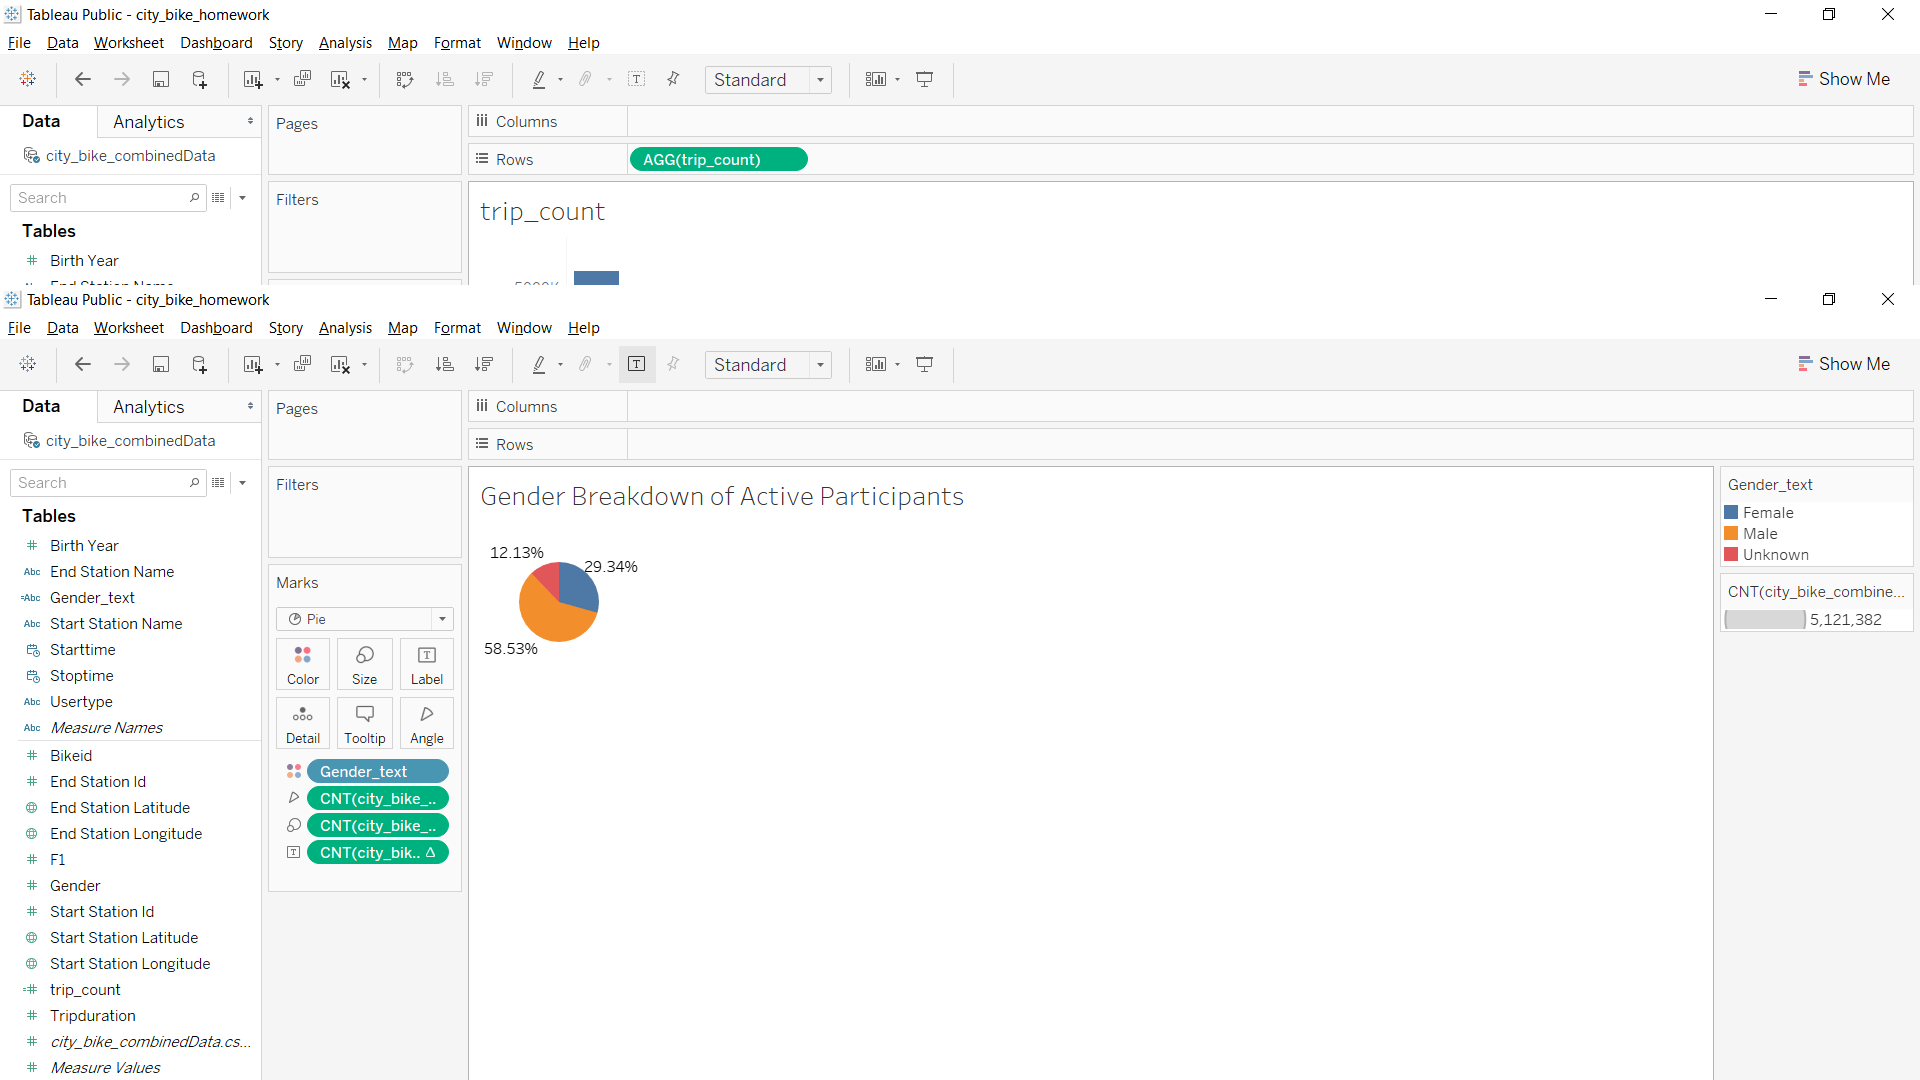 Tableau Public - city_bike_homework
File Data Worksheet Dashboard Story Analysis Map Format Window Help
Standard
Show Me
Data Analytics
city_bike_combinedData
Search
Tables
Birth Year
Pages
Filters
Columns
Rows AGG(trip_count)
trip_count
Tableau Public - city_bike_homework
File Data Worksheet Dashboard Story Analysis Map Format Window Help
T
Standard
Show Me
Data Analytics
city_bike_combinedData
Search
Tables
# Birth Year
Abc End Station Name
=Abc Gender_text
Abc Start Station Name
Starttime
Stoptime
Abc Usertype
Abc Measure Names
# Bikeid
# End Station Id
End Station Latitude
End Station Longitude
# F1
# Gender
# Start Station Id
Start Station Latitude
Start Station Longitude
=# trip_count
# Tripduration
# city_bike_combinedData.cs...
# Measure Values
Pages
Filters
Marks
Pie
Color Size Label
Detail Tooltip Angle
Gender_text
CNT(city_bike_..
CNT(city_bike_..
CNT(city_bik.. Δ
Columns
Rows
Gender Breakdown of Active Participants
12.13%
29.34%
58.53%
Gender_text
Female
Male
Unknown
CNT(city_bike_combine...
5,121,382